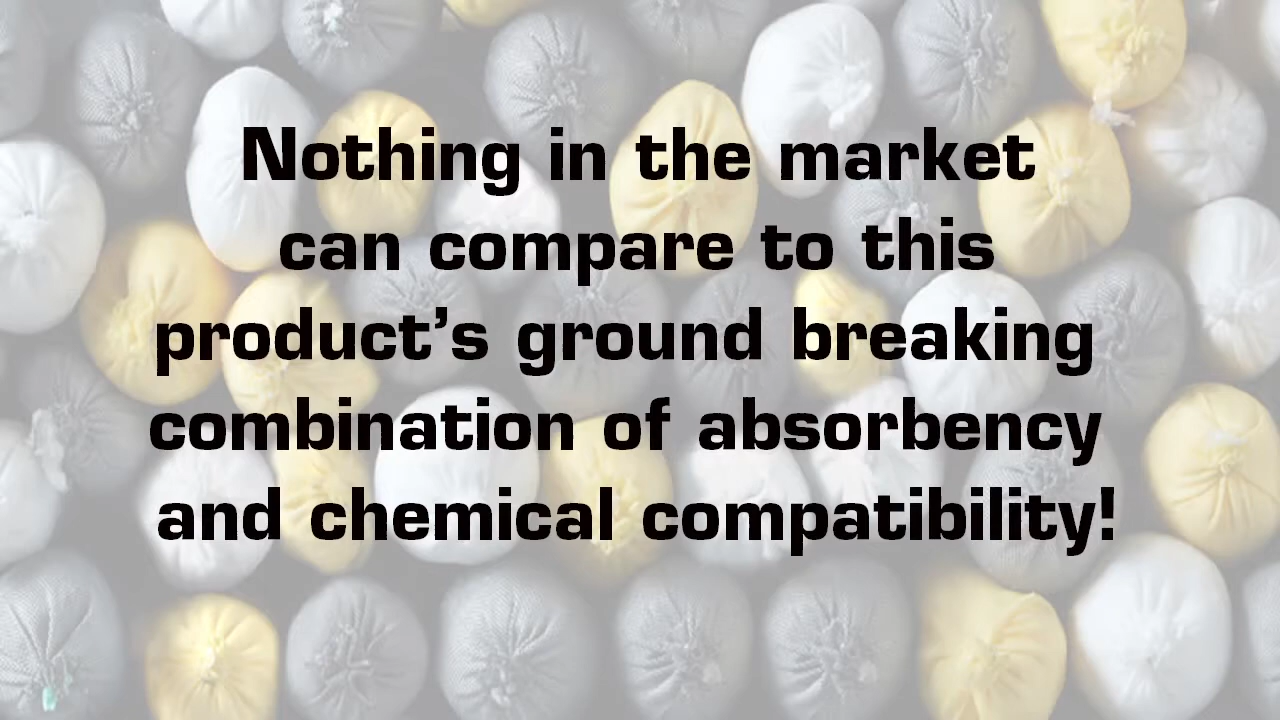 Nothing in the market
can compare to this
product’s ground breaking
combination of absorbency
and chemical compatibility!